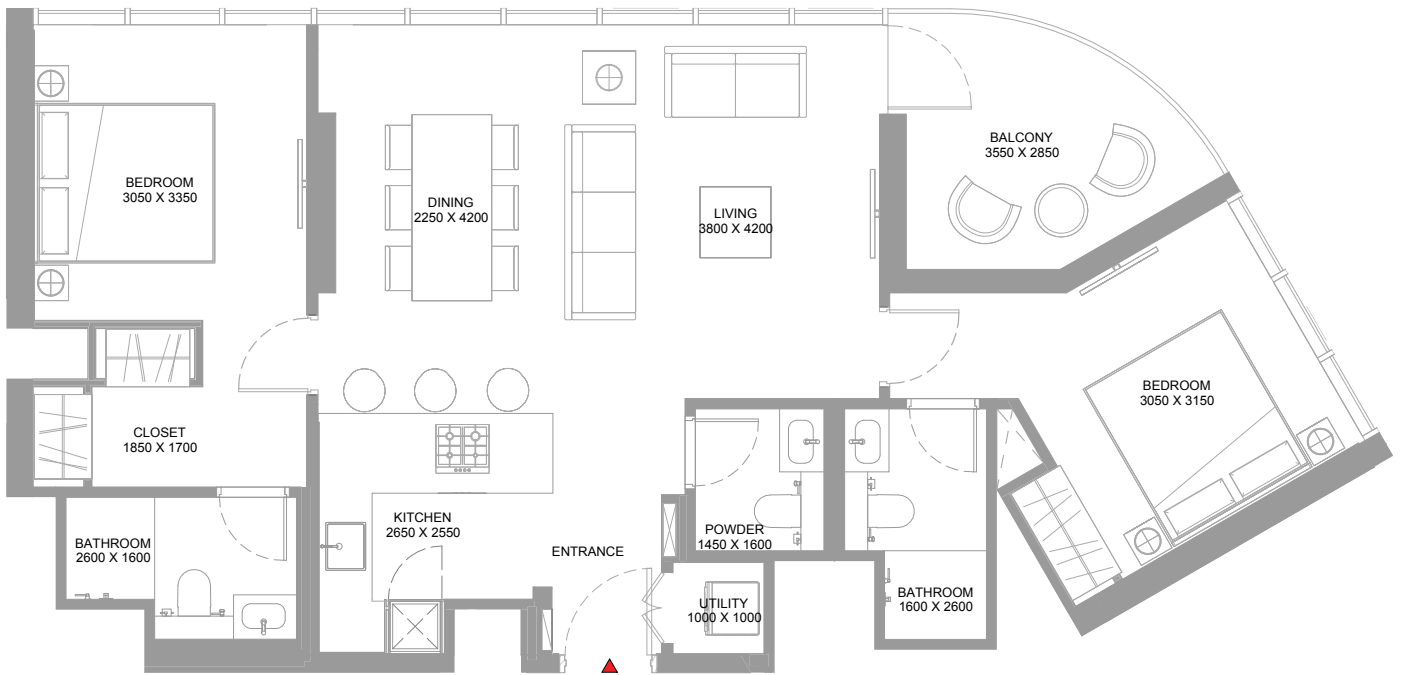 BALCONY
3550 X 2850
BEDROOM
3050 X 3350
DINING
2250 X 4200
LIVING
3800 X 4200
BEDROOM
3050 X 3150
CLOSET
1850 X 1700
KITCHEN
2650 X 2550
POWDER
1450 X 1600
BATHROOM
2600 X 1600
ENTRANCE
BATHROOM
1600 X 2600
UTILITY
1000 X 1000